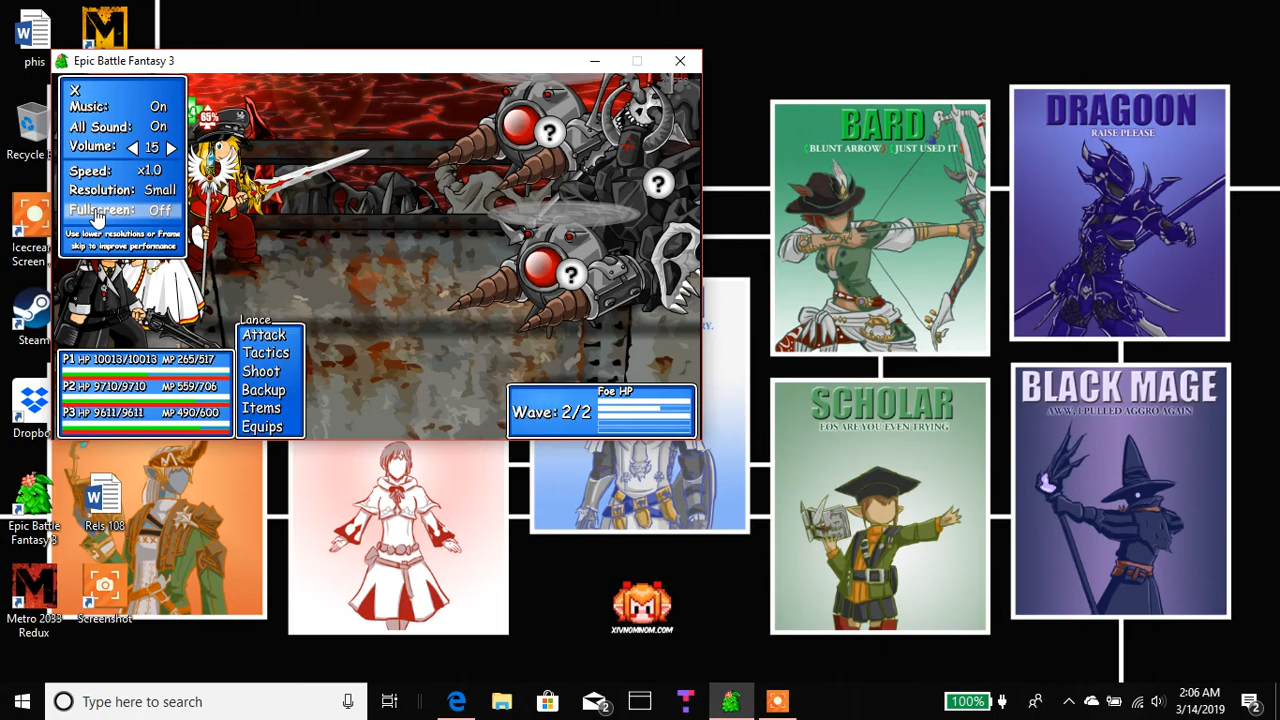 phis
Recycle B
Icecrea
Screen
Steam
Dropbo
Epic Battle
Fantasy 3
Rels 108
Metro 2033
Redux
Screenshot
Epic Battle Fantasy 3
X
Music: On
All Sound: On
Volume: 15
Speed: x1.0
Resolution: Small
Fullscreen: Off
Use lower resolutions or Frame
skip to improve performance
65%
?
?
?
Lance
Attack
Tactics
Shoot
Backup
Items
Equips
P1 HP 10013/10013 MP 265/517
P2 HP 9710/9710 MP 559/706
P3 HP 9611/9611 MP 490/600
Foe HP
Wave: 2/2
BARD
(BLUNT ARROW) (JUST USED IT)
DRAGOON
RAISE PLEASE
SCHOLAR
EOS ARE YOU EVEN TRYING
BLACK MAGE
AWW I PULLED AGGRO AGAIN
XIVNOMNOM.COM
Type here to search
2
100%
2:06 AM
3/14/2019
2